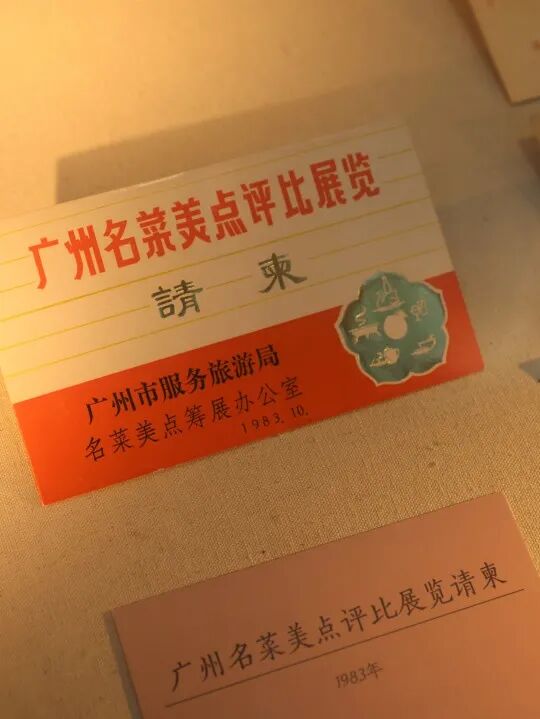 广州名菜美点评比展览
請柬
广州市服务旅游局
名菜美点筹展办公室
1983.10.
广州名菜美点评比展览请柬
1983年